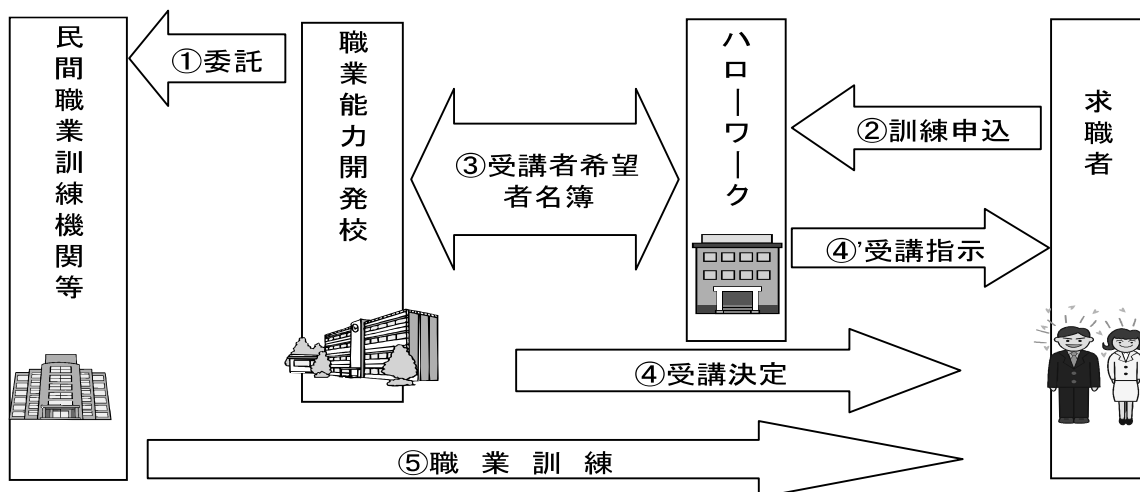 民間職業訓練機関等
①委託
職業能力開発校
③受講者希望
者名簿
ハローワーク
②訓練申込
④'受講指示
求職者
④受講決定
⑤職業訓練